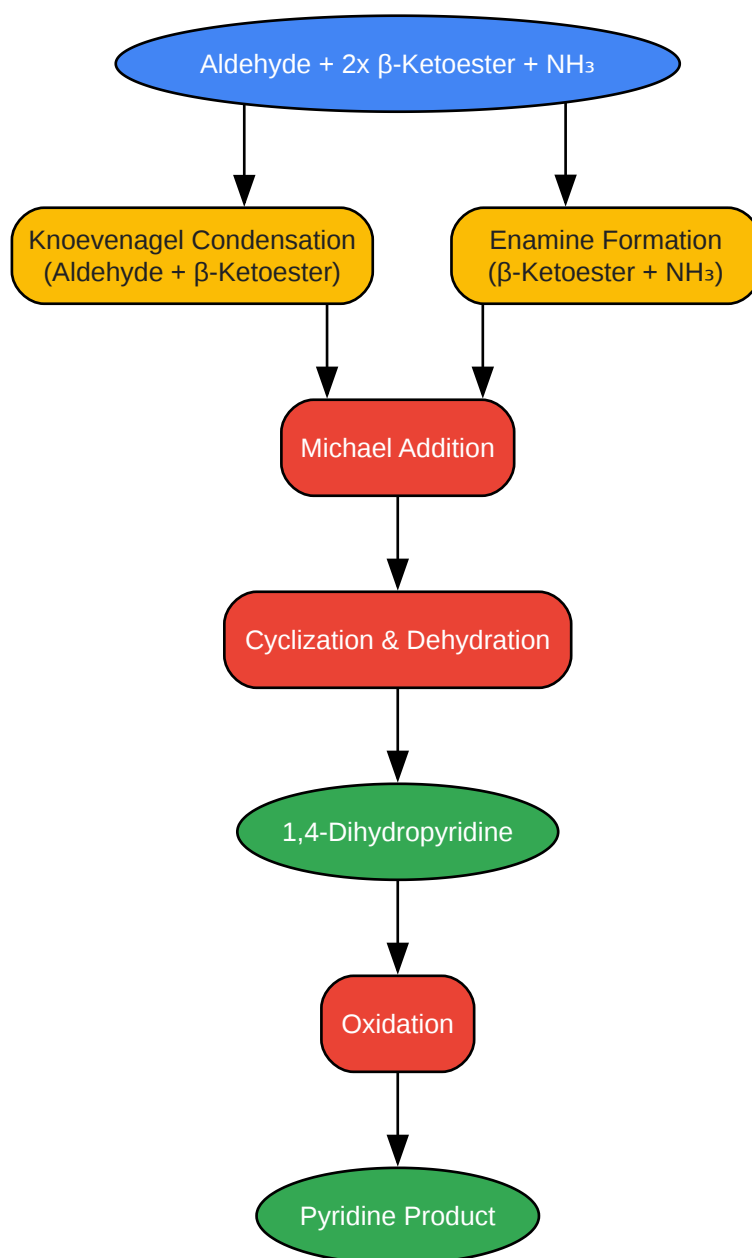 Aldehyde + 2x β-Ketoester + NH₃
Knoevenagel Condensation
(Aldehyde + β-Ketoester)
Enamine Formation
(β-Ketoester + NH₃)
Michael Addition
Cyclization & Dehydration
1,4-Dihydropyridine
Oxidation
Pyridine Product